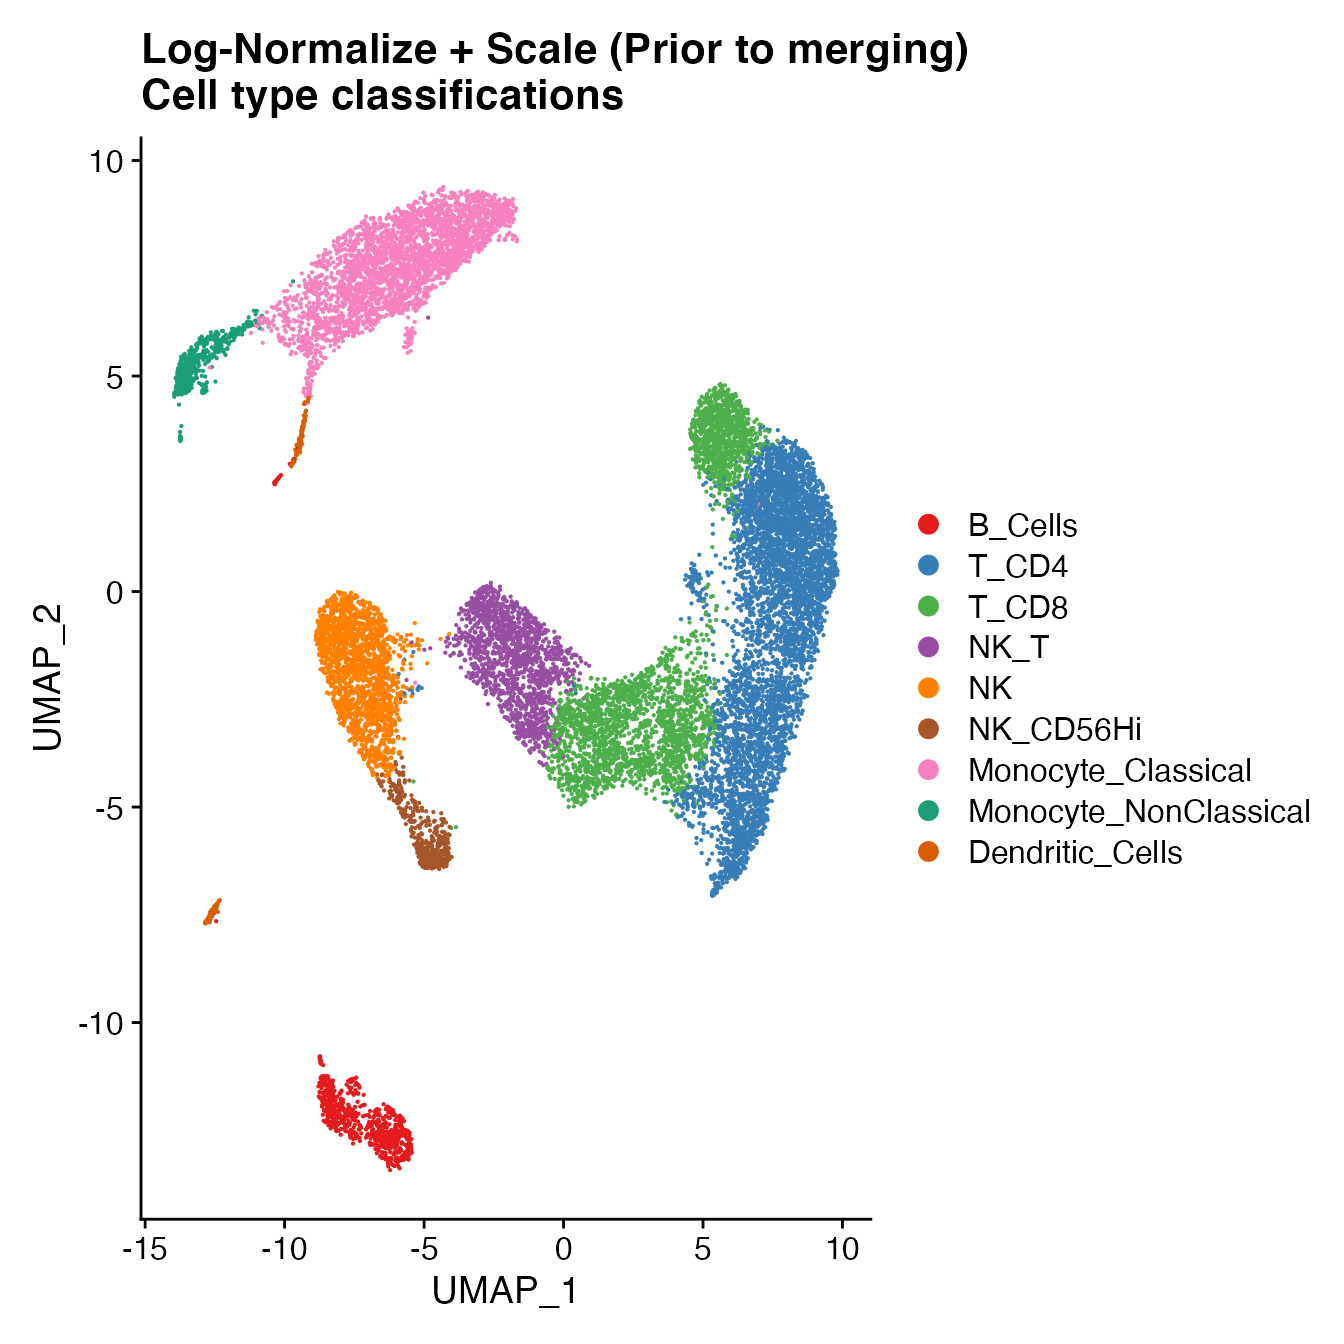 Log-Normalize + Scale (Prior to merging)
Cell type classifications
10
5
0
-5
-10
UMAP_2
-15
-10
-5
0
5
10
UMAP_1
B_Cells
T_CD4
T_CD8
NK_T
NK
NK_CD56Hi
Monocyte_Classical
Monocyte_NonClassical
Dendritic_Cells